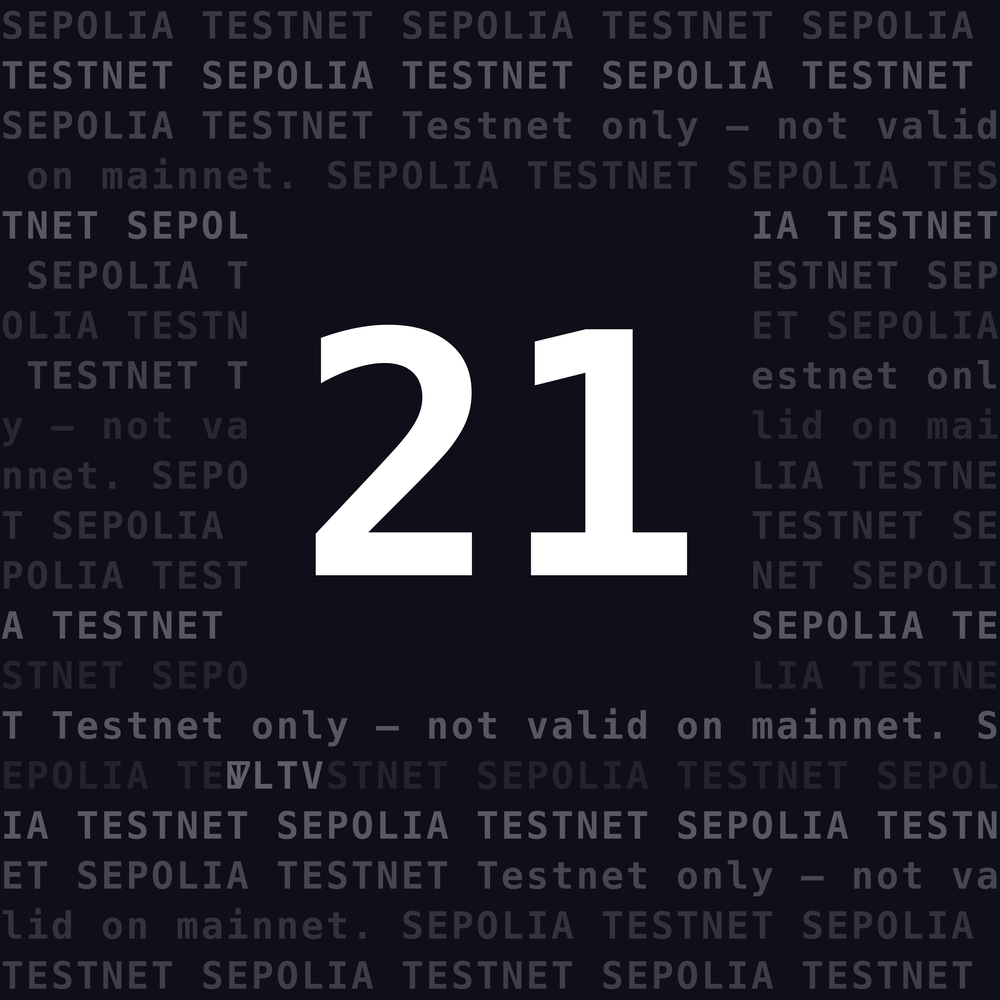 SEPOLIA TESTNET SEPOLIA TESTNET SEPOLIA
TESTNET SEPOLIA TESTNET SEPOLIA TESTNET
SEPOLIA TESTNET Testnet only — not valid
on mainnet. SEPOLIA TESTNET SEPOLIA TES
TNET SEPOL IA TESTNET
SEPOLIA T ESTNET SEP
OLIA TESTN ET SEPOLIA
TESTNET T estnet onl
y — not va lid on mai
nnet. SEPO LIA TESTNE
T SEPOLIA TESTNET SE
POLIA TEST NET SEPOLI
A TESTNET SEPOLIA TE
STNET SEPO LIA TESTNE
21
T Testnet only — not valid on mainnet. S
EPOLIA TE VLTV STNET SEPOLIA TESTNET SEPOL
IA TESTNET SEPOLIA TESTNET SEPOLIA TESTN
ET SEPOLIA TESTNET Testnet only — not va
lid on mainnet. SEPOLIA TESTNET SEPOLIA
TESTNET SEPOLIA TESTNET SEPOLIA TESTNET